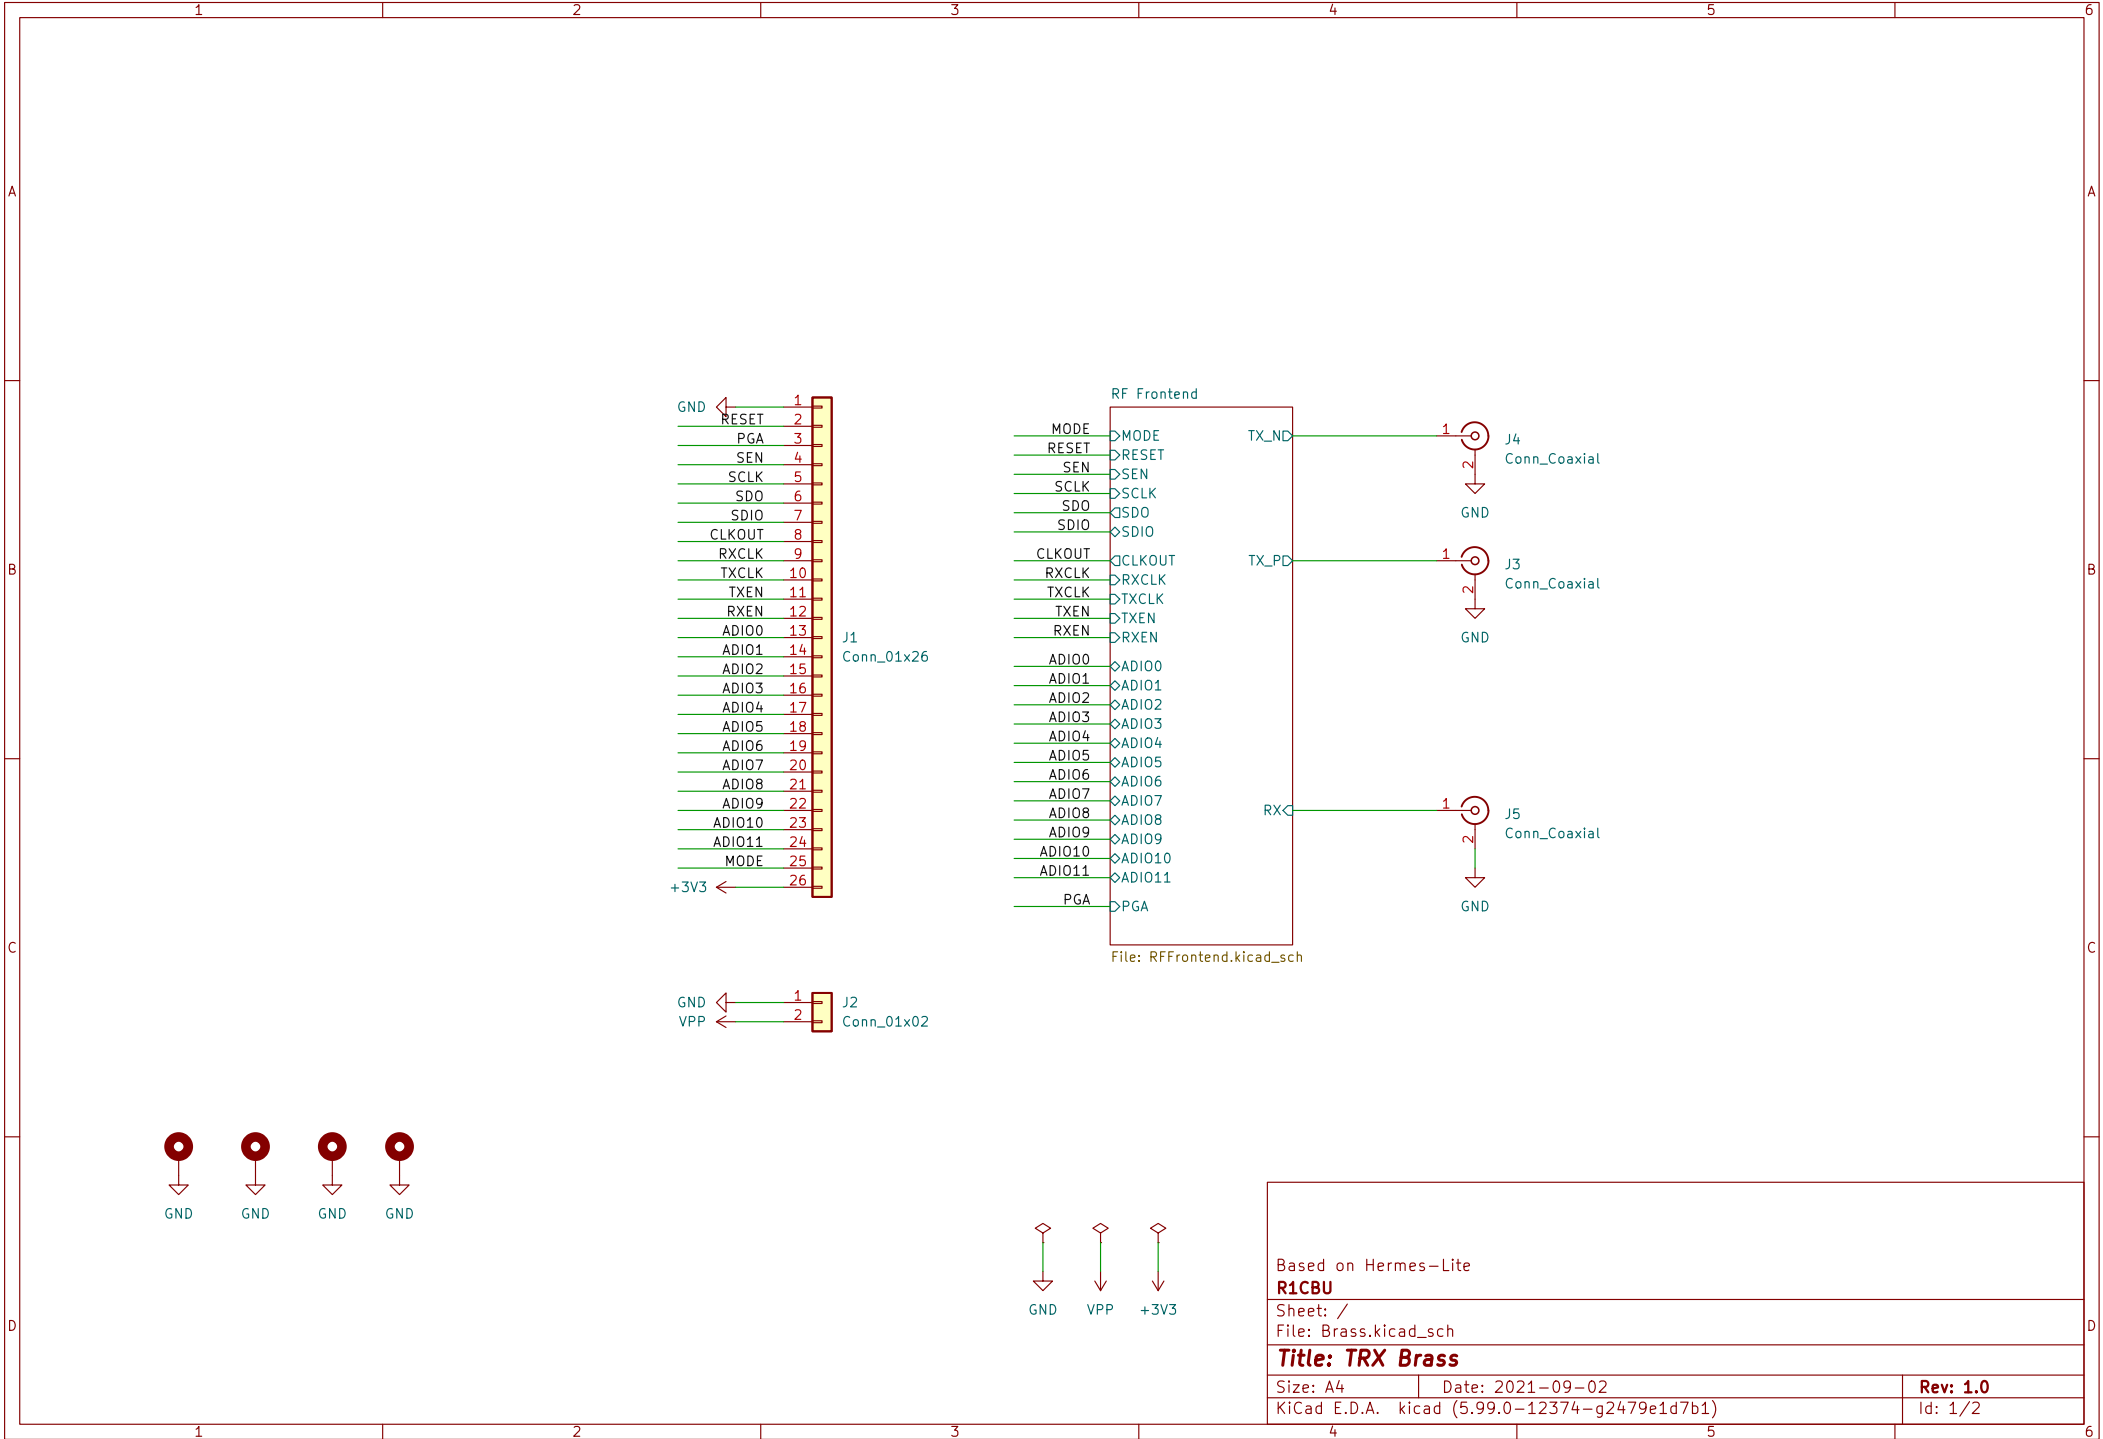 1 2 3 4 5 6
A A
B B
C C
D D
GND 1
RESET 2
PGA 3
SEN 4
SCLK 5
SDO 6
SDIO 7
CLKOUT 8
RXCLK 9
TXCLK 10
TXEN 11
RXEN 12
ADIO0 13
ADIO1 14
ADIO2 15
ADIO3 16
ADIO4 17
ADIO5 18
ADIO6 19
ADIO7 20
ADIO8 21
ADIO9 22
ADIO10 23
ADIO11 24
MODE 25
+3V3 26
J1
Conn_01x26
GND 1
VPP 2
J2
Conn_01x02
RF Frontend
MODE MODE
RESET RESET
SEN SEN
SCLK SCLK
SDO SDO
SDIO SDIO
CLKOUT CLKOUT
RXCLK RXCLK
TXCLK TXCLK
TXEN TXEN
RXEN RXEN
ADIO0 ADIO0
ADIO1 ADIO1
ADIO2 ADIO2
ADIO3 ADIO3
ADIO4 ADIO4
ADIO5 ADIO5
ADIO6 ADIO6
ADIO7 ADIO7
ADIO8 ADIO8
ADIO9 ADIO9
ADIO10 ADIO10
ADIO11 ADIO11
PGA PGA
File: RFFrontend.kicad_sch
TX_N 1
J4
Conn_Coaxial
2
GND
TX_P 1
J3
Conn_Coaxial
2
GND
RX 1
J5
Conn_Coaxial
2
GND
GND GND GND GND
GND VPP +3V3
Based on Hermes-Lite
R1CBU
Sheet: /
File: Brass.kicad_sch
Title: TRX Brass
Size: A4 Date: 2021-09-02 Rev: 1.0
KiCad E.D.A. kicad (5.99.0-12374-g2479e1d7b1) Id: 1/2
1 2 3 4 5 6